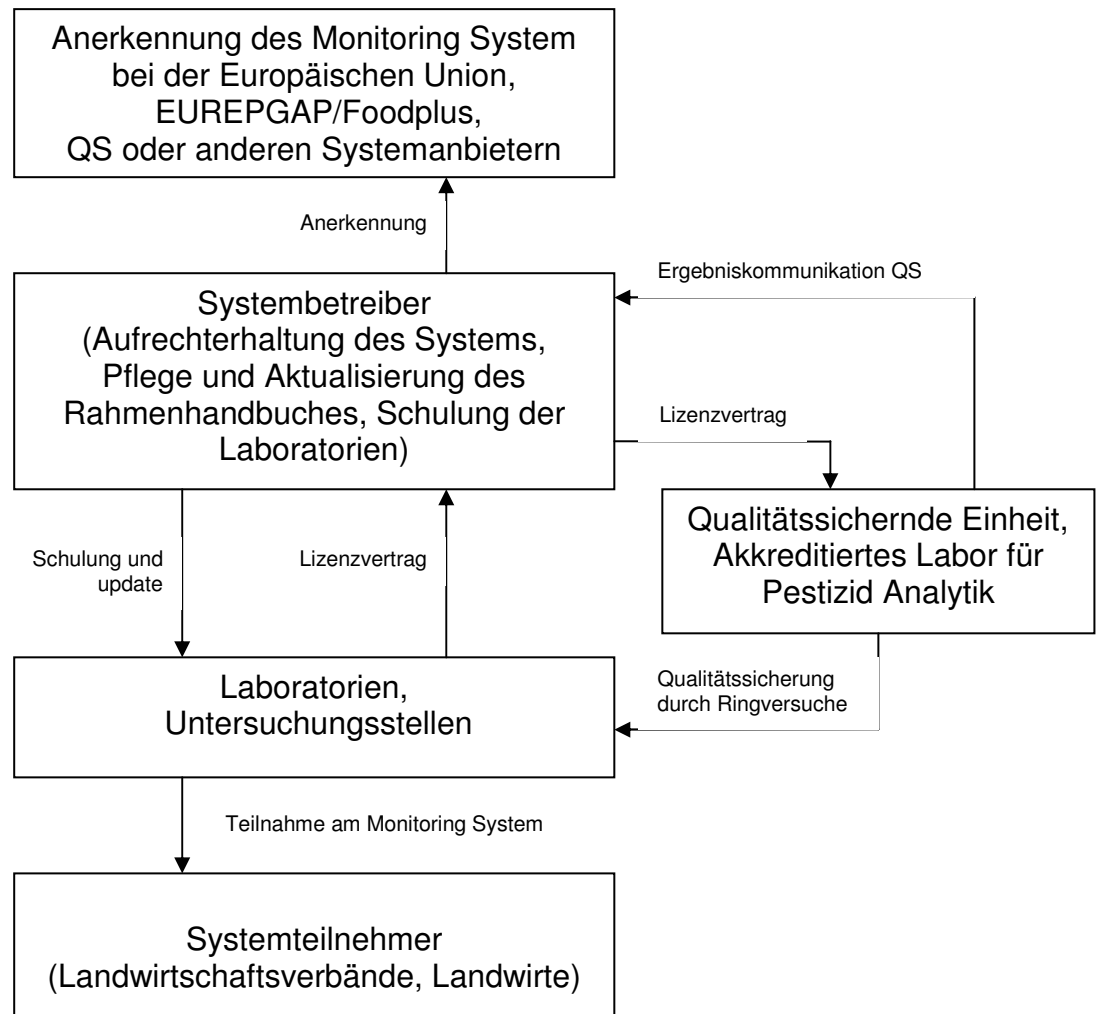 Anerkennung des Monitoring System
bei der Europäischen Union,
EUREPGAP/Foodplus,
QS oder anderen Systemanbietern
Anerkennung
Ergebniskommunikation QS
Systembetreiber
(Aufrechterhaltung des Systems,
Pflege und Aktualisierung des
Rahmenhandbuches, Schulung der
Laboratorien)
Lizenzvertrag
Qualitätssichernde Einheit,
Akkreditiertes Labor für
Pestizid Analytik
Schulung und
update
Lizenzvertrag
Laboratorien,
Untersuchungsstellen
Qualitätssicherung
durch Ringversuche
Teilnahme am Monitoring System
Systemteilnehmer
(Landwirtschaftsverbände, Landwirte)